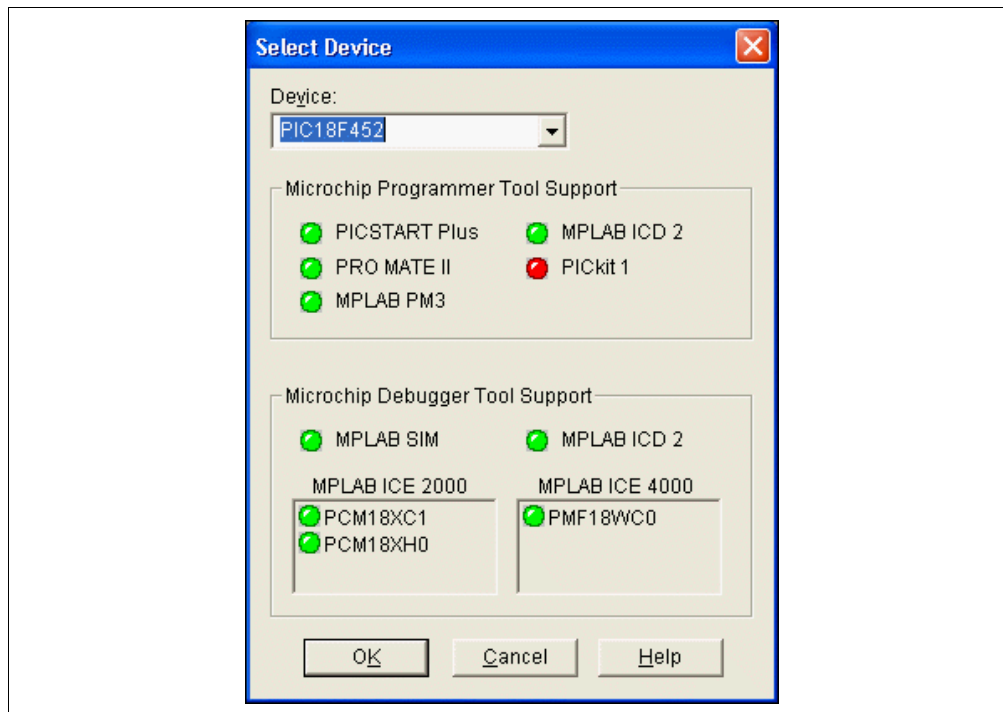 Select Device
Device:
PIC18F452
Microchip Programmer Tool Support
PICSTART Plus MPLAB ICD 2
PRO MATE II PICkit 1
MPLAB PM3
Microchip Debugger Tool Support
MPLAB SIM MPLAB ICD 2
MPLAB ICE 2000 MPLAB ICE 4000
PCM18XC1 PMF18WC0
PCM18XH0
OK Cancel Help